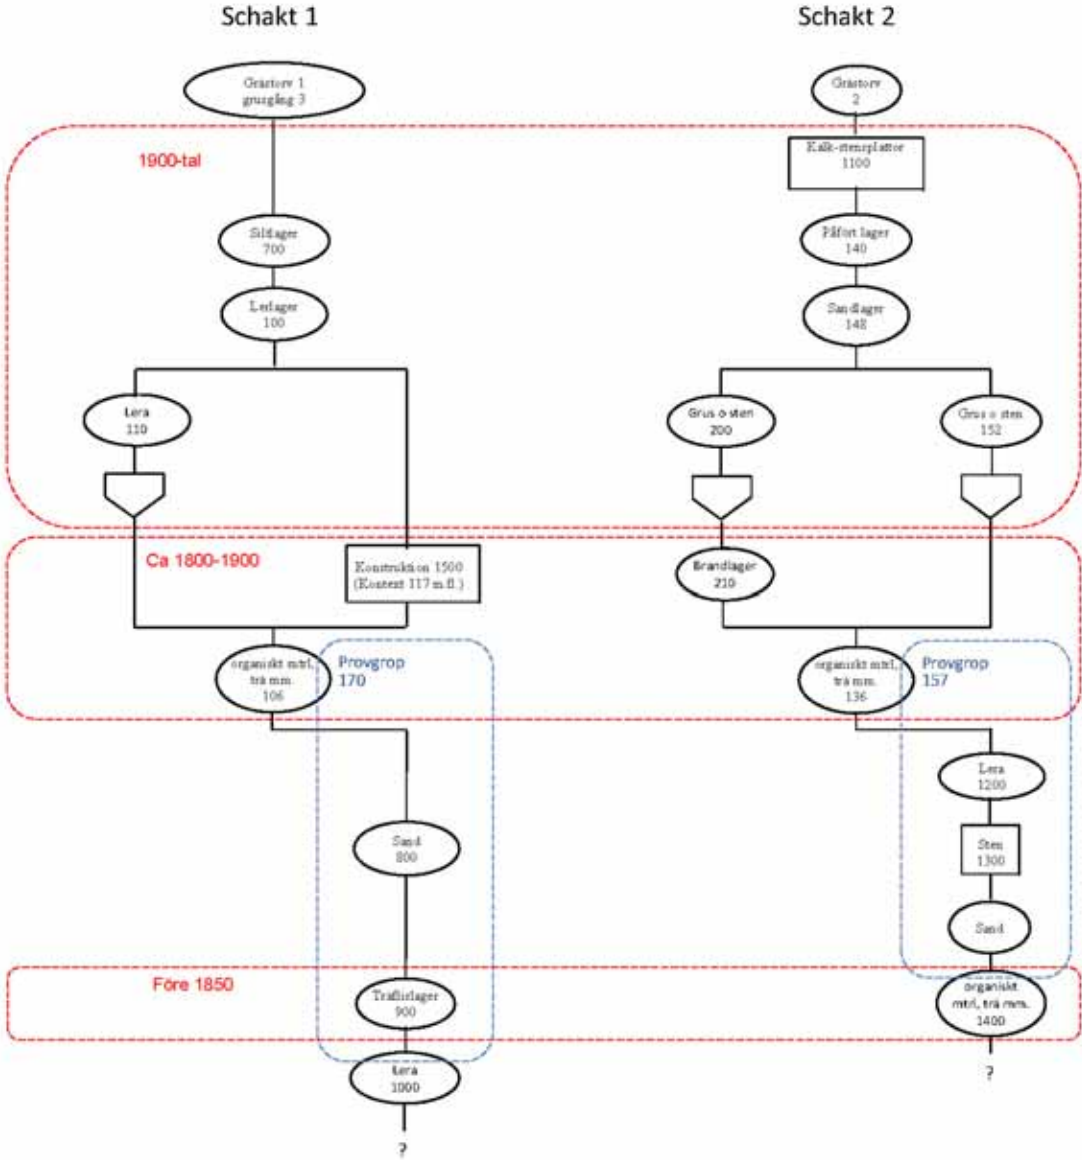 Schakt 1
Grästorv 1
grusgång 3
1900-tal
Siltlager
700
Lerlager
100
Lera
110
Ca 1800-1900
Konstruktion 1500
(Kontext 117 m.fl.)
organiskt mtrl,
trä mm.
106
Provgrop
170
Sand
800
Före 1850
Träflislager
900
Lera
1000
?
Schakt 2
Grästorv
2
Kalk-stensplattor
1100
Påfört lager
140
Sandlager
148
Grus o sten
200
Grus o sten
152
Brandlager
210
organiskt mtrl,
trä mm.
136
Provgrop
157
Lera
1200
Sten
1300
Sand
organiskt
mtrl, trä mm.
1400
?